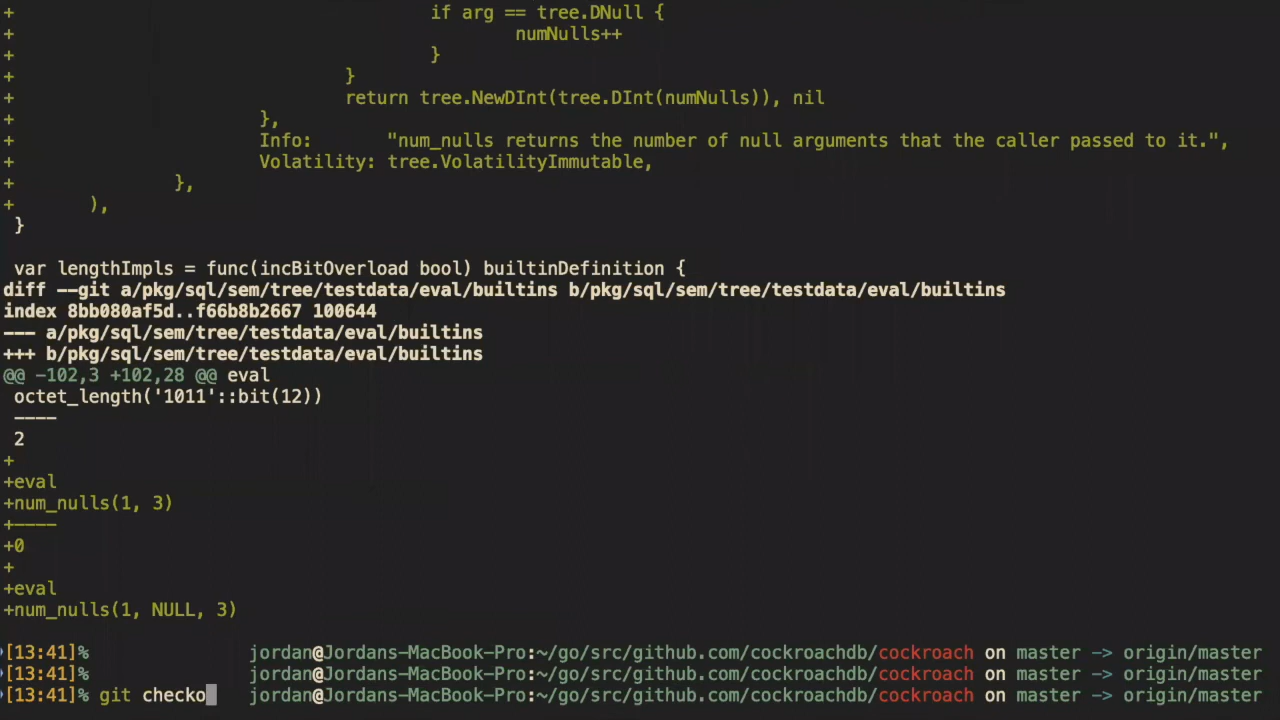 +                                       if arg == tree.DNull {
+                                               numNulls++
+                                       }
+                               }
+                               return tree.NewDInt(tree.DInt(numNulls)), nil
+                       },
+                       Info:       "num_nulls returns the number of null arguments that the caller passed to it.",
+                       Volatility: tree.VolatilityImmutable,
+               },
+       ),
 }

 var lengthImpls = func(incBitOverload bool) builtinDefinition {
diff --git a/pkg/sql/sem/tree/testdata/eval/builtins b/pkg/sql/sem/tree/testdata/eval/builtins
index 8bb080af5d..f66b8b2667 100644
--- a/pkg/sql/sem/tree/testdata/eval/builtins
+++ b/pkg/sql/sem/tree/testdata/eval/builtins
@@ -102,3 +102,28 @@ eval
 octet_length('1011'::bit(12))
 ----
 2
+
+eval
+num_nulls(1, 3)
+----
+0
+
+eval
+num_nulls(1, NULL, 3)
[13:41]%               jordan@Jordans-MacBook-Pro:~/go/src/github.com/cockroachdb/cockroach on master -> origin/master
[13:41]%               jordan@Jordans-MacBook-Pro:~/go/src/github.com/cockroachdb/cockroach on master -> origin/master
[13:41]% git checko    jordan@Jordans-MacBook-Pro:~/go/src/github.com/cockroachdb/cockroach on master -> origin/master